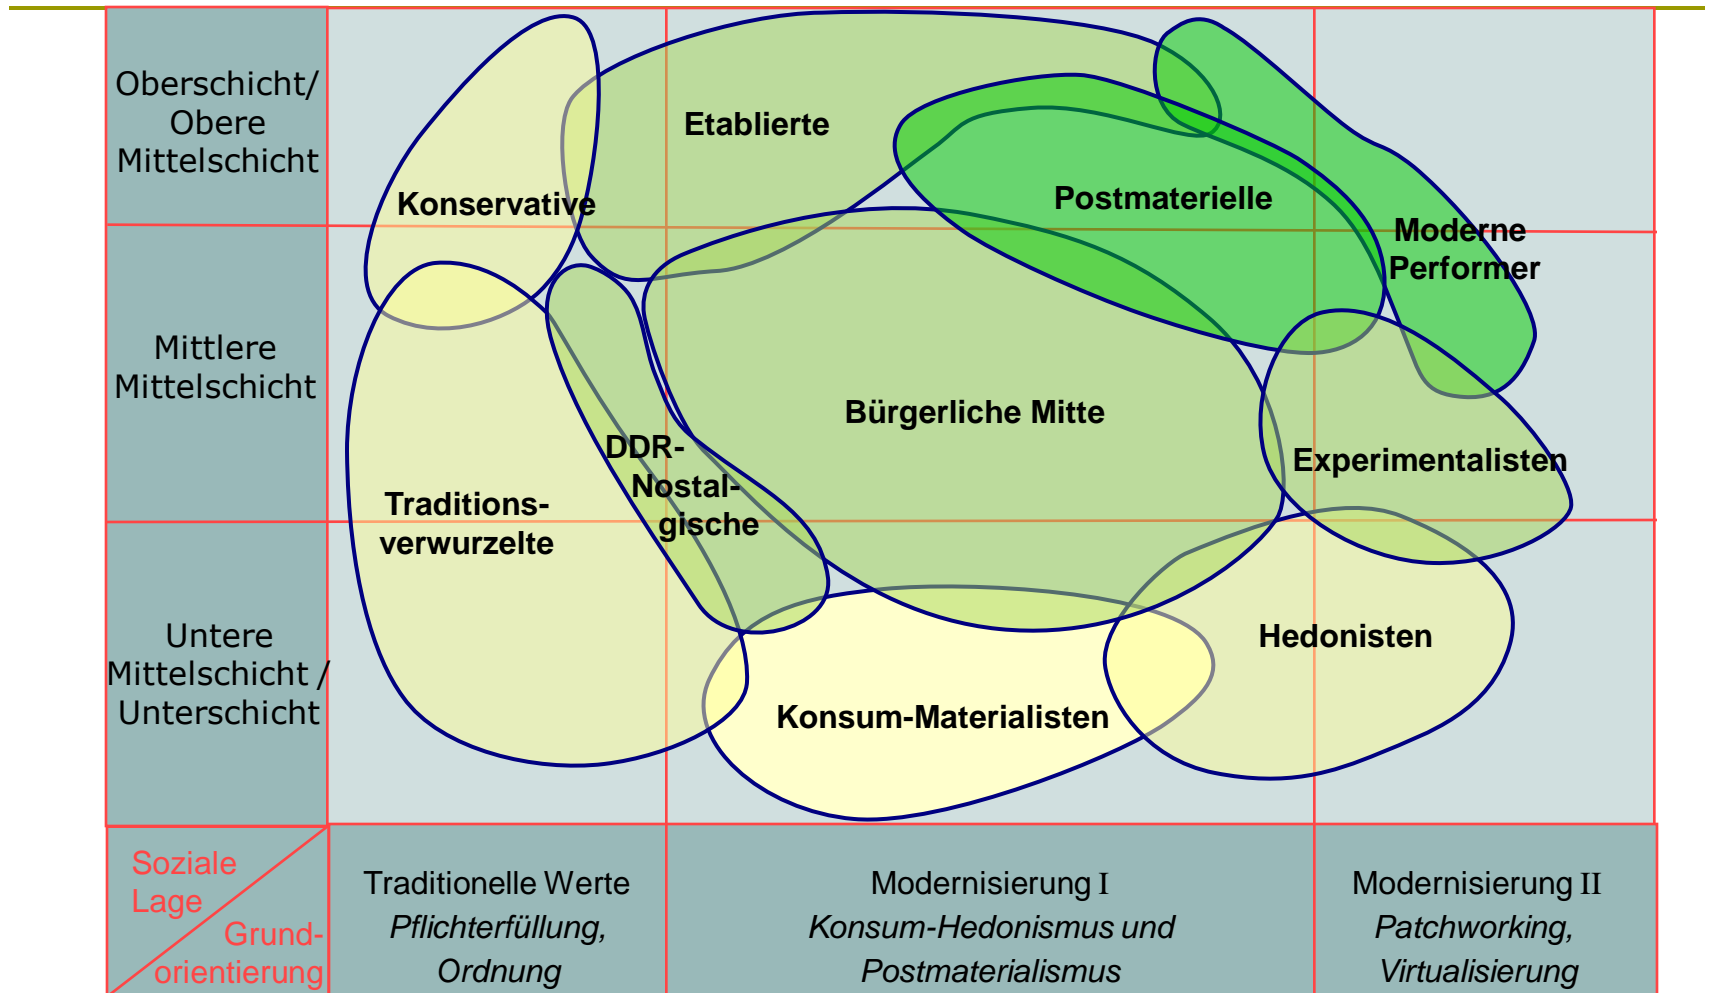 Oberschicht/
Obere
Mittelschicht
Etablierte
Konservative
Postmaterielle
Moderne
Performer
Mittlere
Mittelschicht
Bürgerliche Mitte
DDR-
Nostal-
gische
Experimentalisten
Traditions-
verwurzelte
Untere
Mittelschicht /
Unterschicht
Hedonisten
Konsum-Materialisten
Soziale
Lage
Grund-
orientierung
Traditionelle Werte
Pflichterfüllung,
Ordnung
Modernisierung I
Konsum-Hedonismus und
Postmaterialismus
Modernisierung II
Patchworking,
Virtualisierung